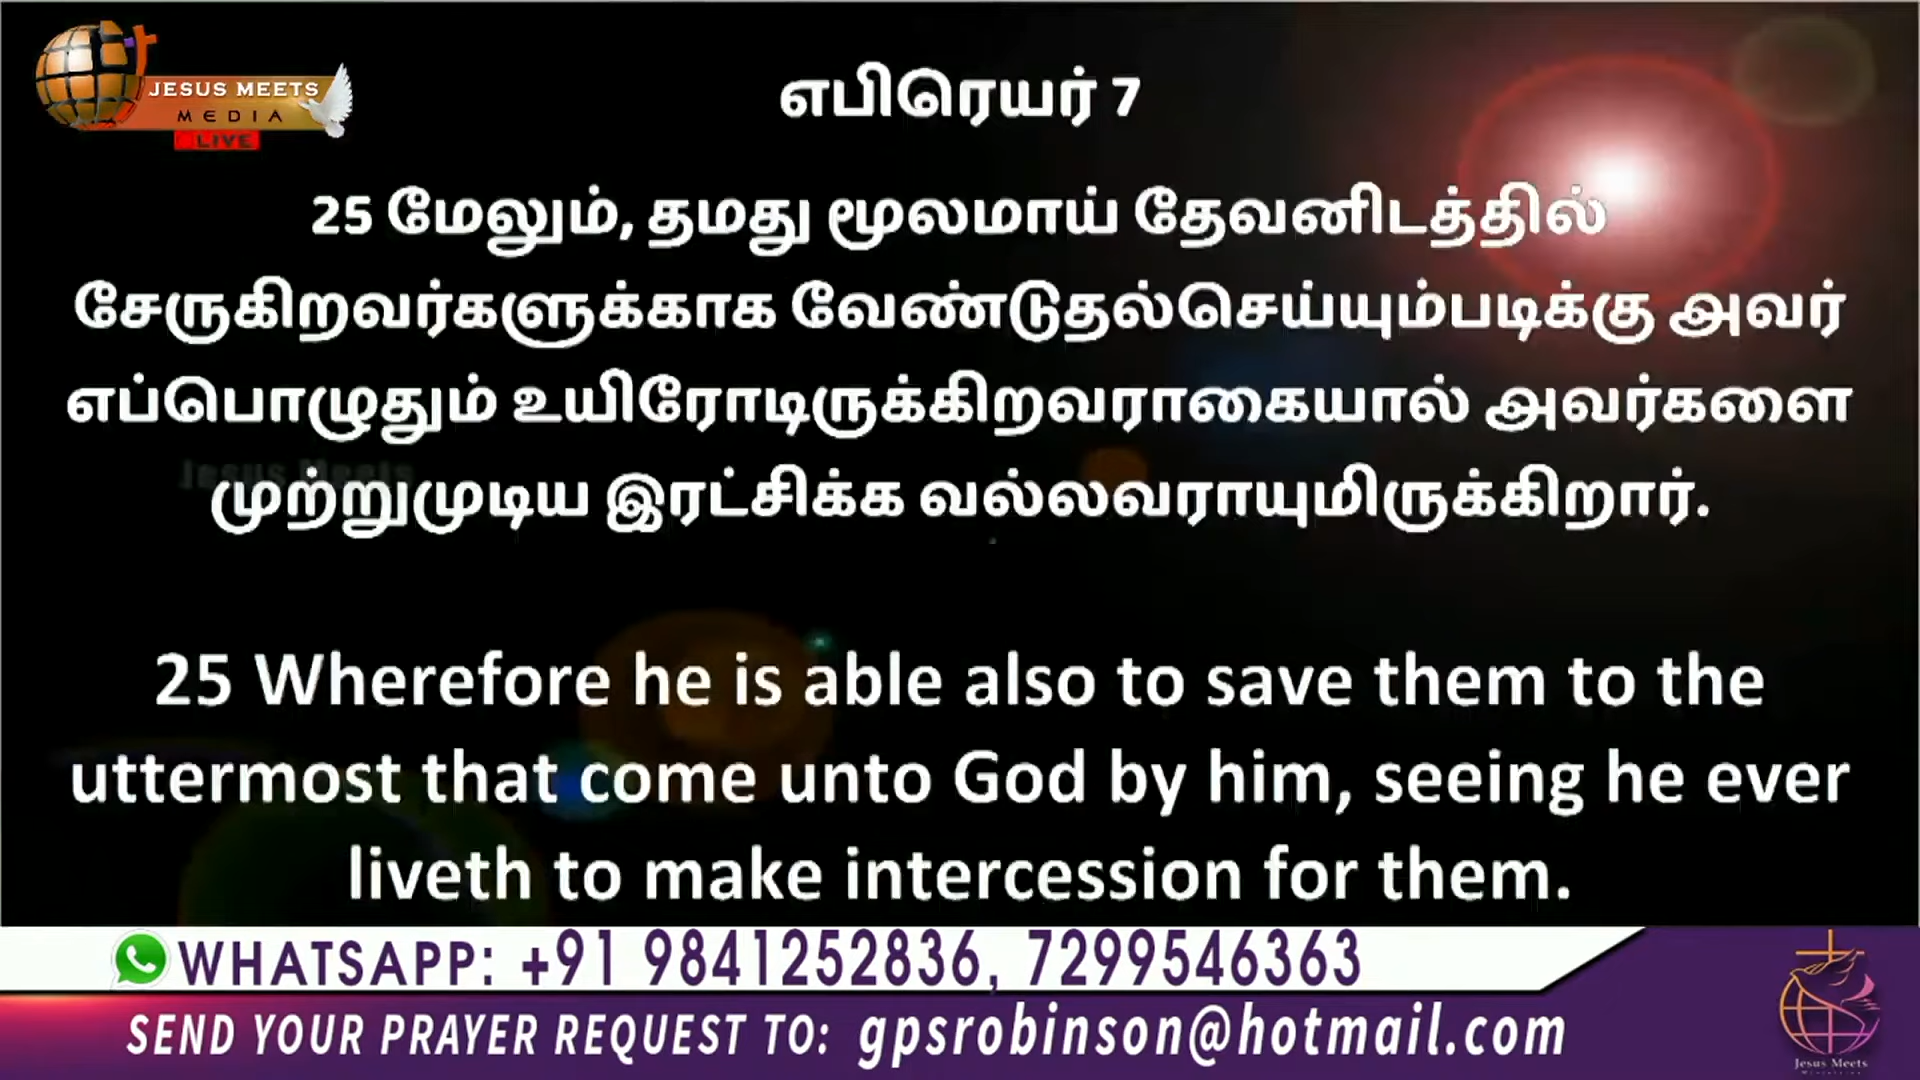 JESUS MEETS
MEDIA
LIVE
எபிரெயர் 7
25 மேலும், தமது மூலமாய் தேவனிடத்தில்
சேருகிறவர்களுக்காக வேண்டுதல்செய்யும்படிக்கு அவர்
எப்பொழுதும் உயிரோடிருக்கிறவராகையால் அவர்களை
Jesus Meets
முற்றுமுடிய இரட்சிக்க வல்லவராயுமிருக்கிறார்.
25 Wherefore he is able also to save them to the
uttermost that come unto God by him, seeing he ever
liveth to make intercession for them.
WHATSAPP: +91 9841252836, 7299546363
SEND YOUR PRAYER REQUEST TO: gpsrobinson@hotmail.com
Jesus Meets